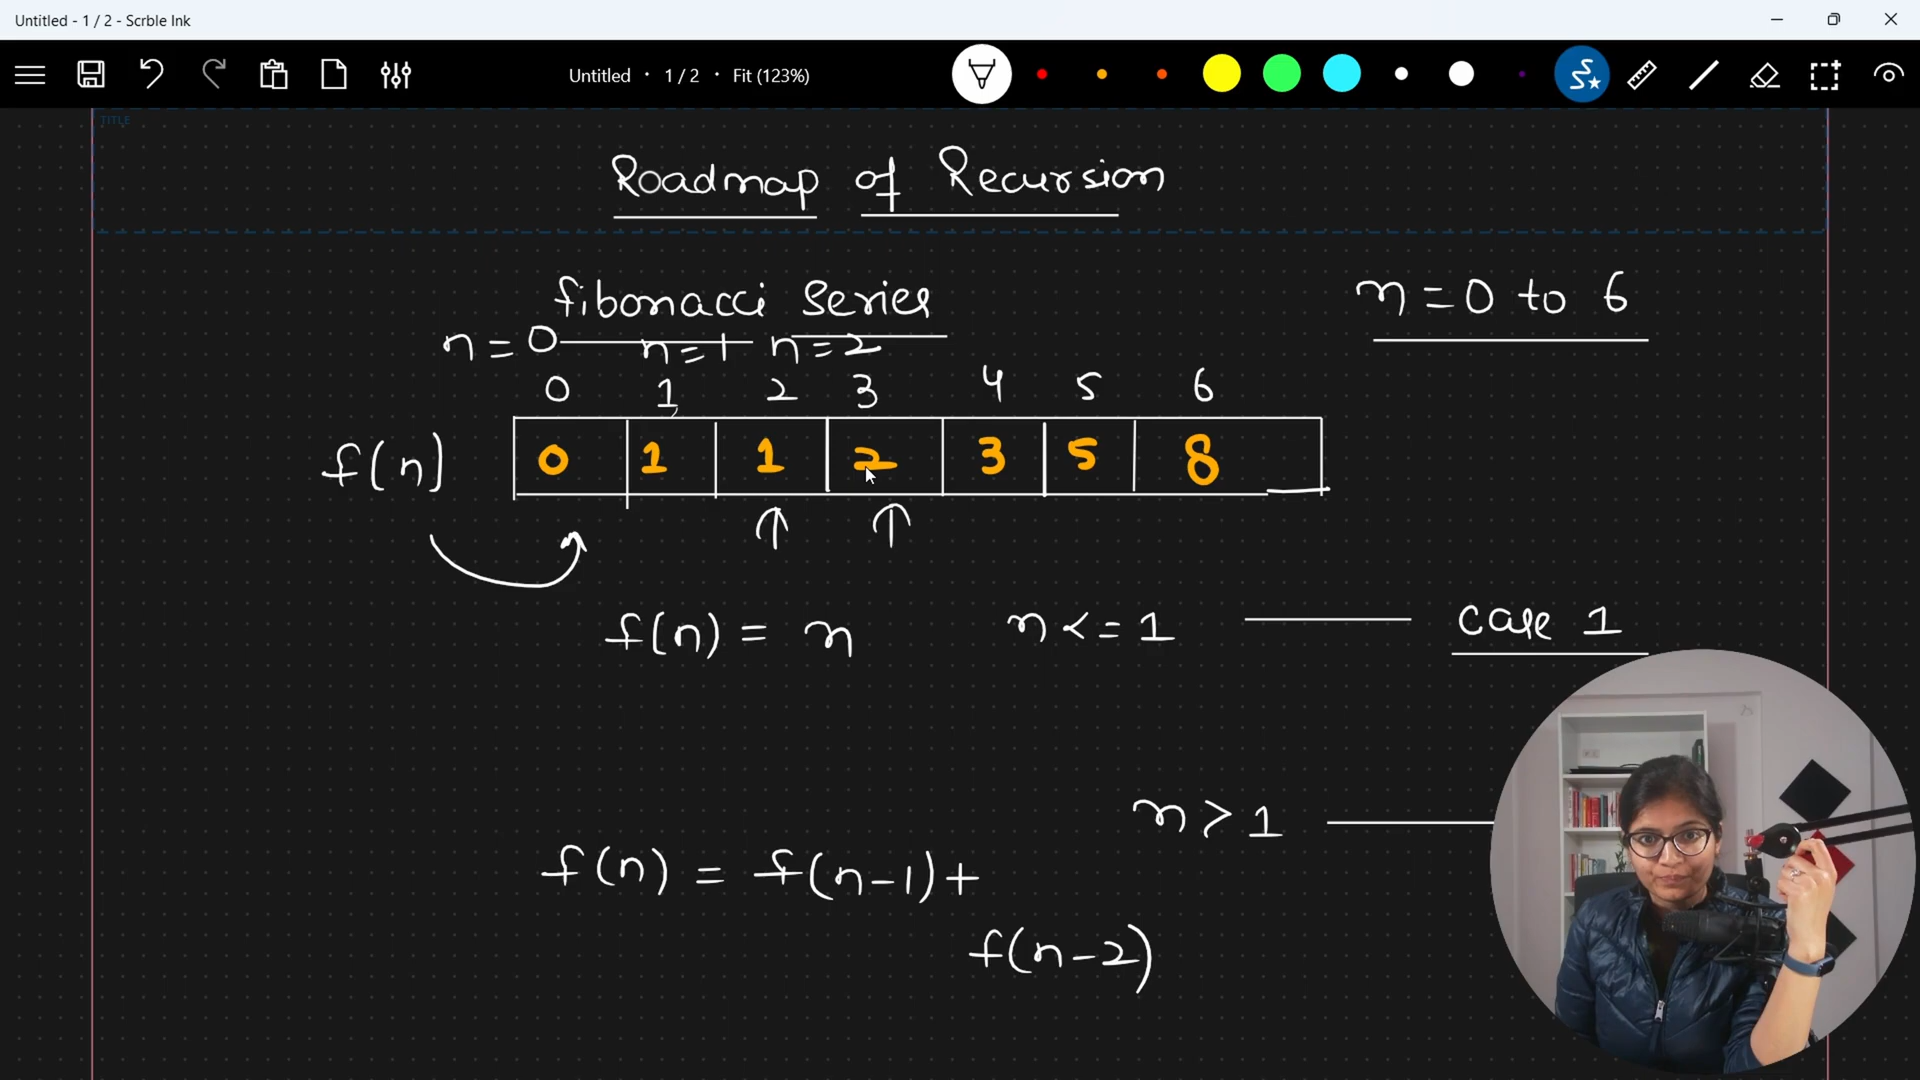 Untitled - 1 / 2 - Scrble Ink
Untitled • 1 / 2 • Fit (123%)
TITLE
Roadmap of Recursion
fibonacci series
n = 0 to 6
n = 0 n = 1 n = 2
0 1 2 3 4 5 6
f(n) 0 1 1 2 3 5 8
f(n) = n n <= 1 case 1
n > 1
f(n) = f(n-1) +
f(n-2)